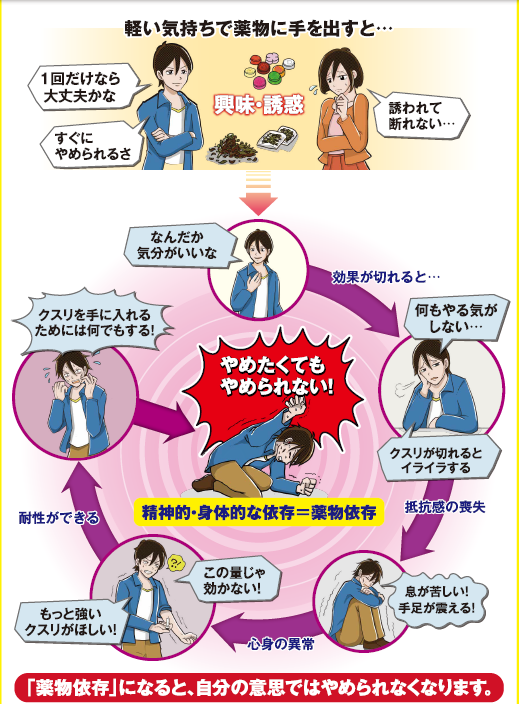 軽い気持ちで薬物に手を出すと…
1回だけなら
大丈夫かな
すぐに
やめられるさ
興味・誘惑
誘われて
断れない…
なんだか
気分がいいな
効果が切れると…
何もやる気が
しない…
クスリが切れると
イライラする
抵抗感の喪失
息が苦しい!
手足が震える!
心身の異常
この量じゃ
効かない!
もっと強い
クスリがほしい!
耐性ができる
クスリを手に入れる
ためには何でもする!
やめたくても
やめられない!
精神的・身体的な依存=薬物依存
「薬物依存」になると、自分の意思ではやめられなくなります。